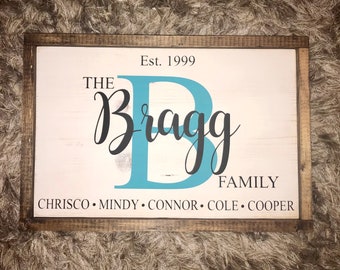 Est. 1999
THE
B
Bragg
FAMILY
CHRISCO • MINDY • CONNOR • COLE • COOPER